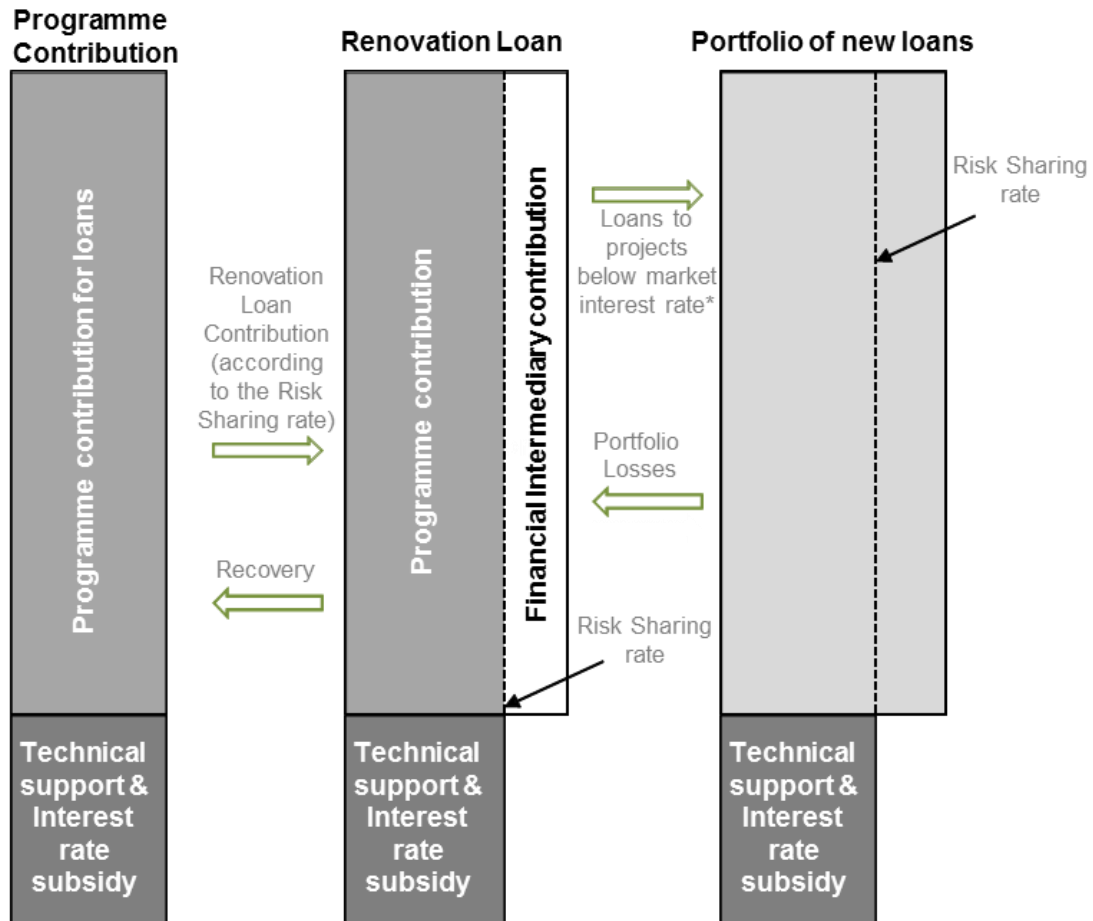 Programme
Contribution
Renovation Loan
Portfolio of new loans
Programme contribution for loans
Renovation
Loan
Contribution
(according
to the Risk
Sharing rate)
Recovery
Programme contribution
Financial Intermediary contribution
Loans to
projects
below market
interest rate*
Portfolio
Losses
Risk Sharing
rate
Risk Sharing
rate
Technical
support &
Interest
rate
subsidy
Technical
support &
Interest
rate
subsidy
Technical
support &
Interest
rate
subsidy